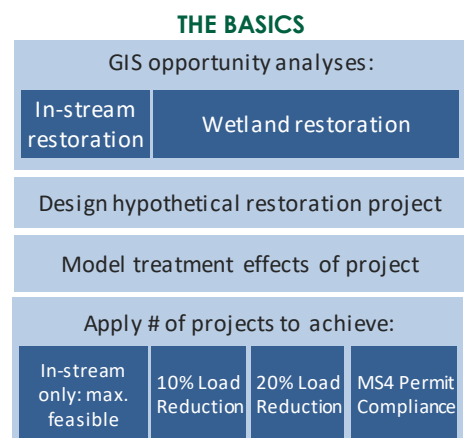 THE BASICS
GIS opportunity analyses:
In-stream
restoration
Wetland restoration
Design hypothetical restoration project
Model treatment effects of project
Apply # of projects to achieve:
In-stream
only: max.
feasible
10% Load
Reduction
20% Load
Reduction
MS4 Permit
Compliance